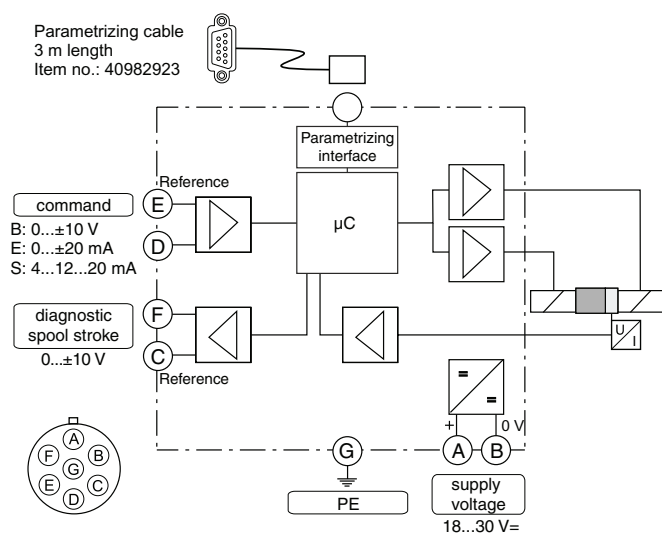 Parametrizing cable
3 m length
Item no.: 40982923
Parametrizing
interface
Reference
command
E
B: 0...±10 V
E: 0...±20 mA
S: 4...12...20 mA
D
µC
diagnostic
spool stroke
F
0...±10 V
C
Reference
U
I
=
=
+
0 V
A
B
G
PE
supply
voltage
18...30 V=
A
F
B
G
E
C
D